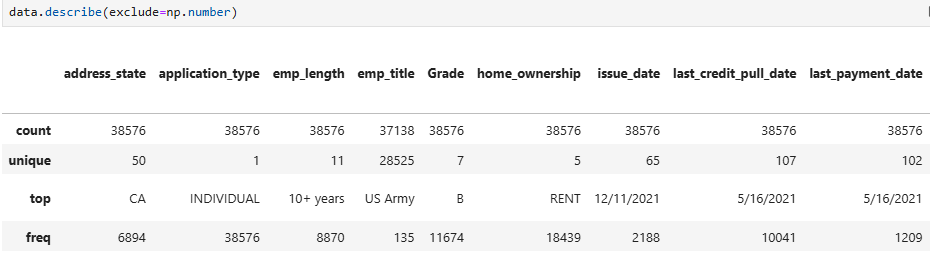 data.describe(exclude=np.number)
address_state application_type emp_length emp_title Grade home_ownership issue_date last_credit_pull_date last_payment_date
count 38576 38576 38576 37138 38576 38576 38576 38576 38576
unique 50 1 11 28525 7 5 65 107 102
top CA INDIVIDUAL 10+ years US Army B RENT 12/11/2021 5/16/2021 5/16/2021
freq 6894 38576 8870 135 11674 18439 2188 10041 1209